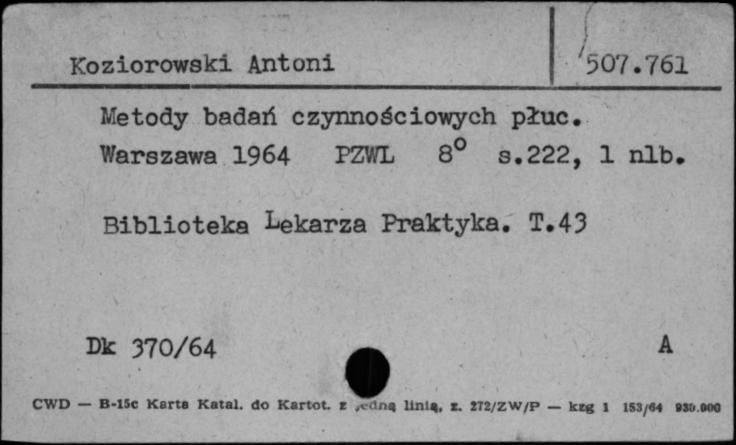 Koziorowski Antoni 507.761
Metody badań czynnościowych płuc.
Warszawa 1964 PZWL 8° s.222, 1 nlb.
Biblioteka Lekarza Praktyka. T.43
Dk 370/64 A
CWD — B-15c Karta Katal. do Kartot. z jedną linią, z. 272/ZW/P — kzg 1 153/64 930.000